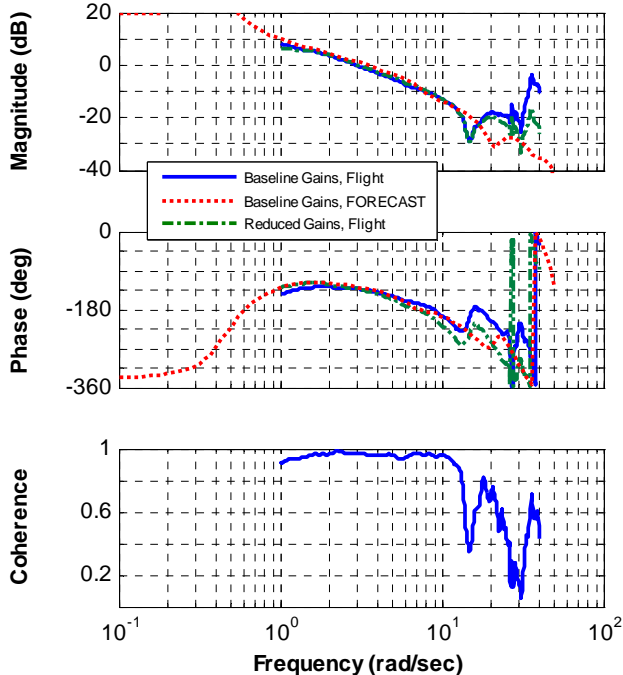 Magnitude (dB)
20
0
-20
-40
Baseline Gains, Flight
Baseline Gains, FORECAST
Reduced Gains, Flight
Phase (deg)
0
-180
-360
Coherence
1
0.6
0.2
10^-1
10^0
10^1
10^2
Frequency (rad/sec)